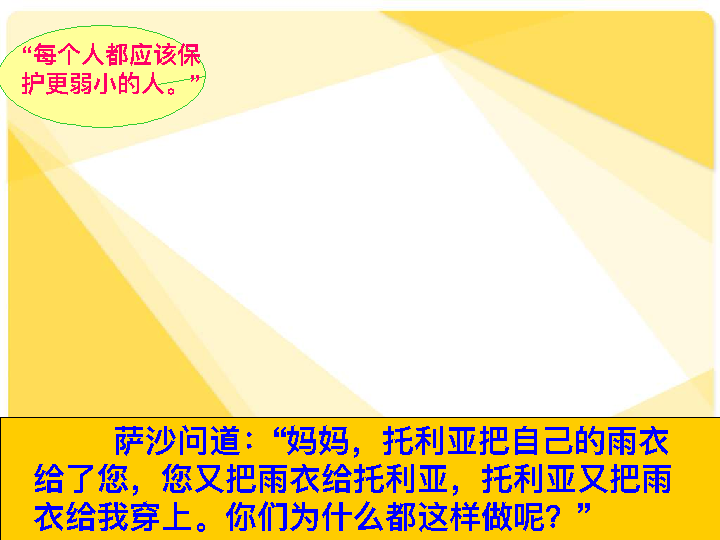 “每个人都应该保
护更弱小的人。”
萨沙问道：“妈妈，托利亚把自己的雨衣
给了您，您又把雨衣给托利亚，托利亚又把雨
衣给我穿上。你们为什么都这样做呢？”